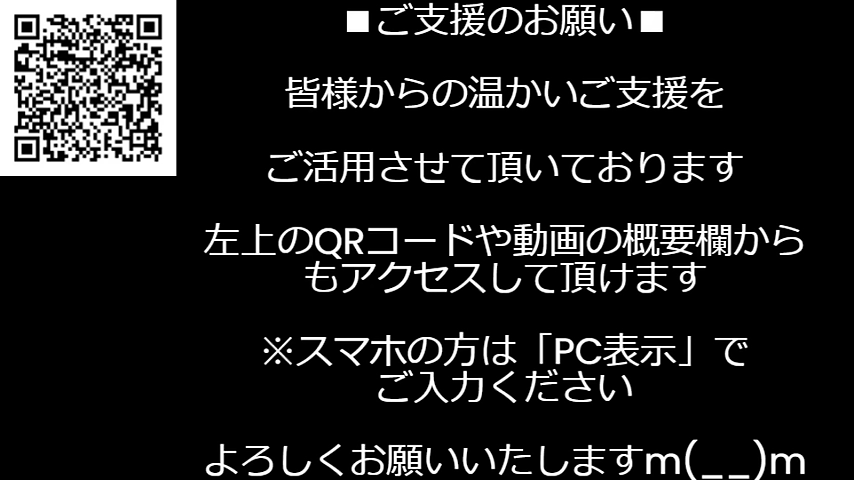 ■ご支援のお願い■
皆様からの温かいご支援を
ご活用させて頂いております
左上のQRコードや動画の概要欄から
もアクセスして頂けます
※スマホの方は「PC表示」で
ご入力ください
よろしくお願いいたしますm(__)m